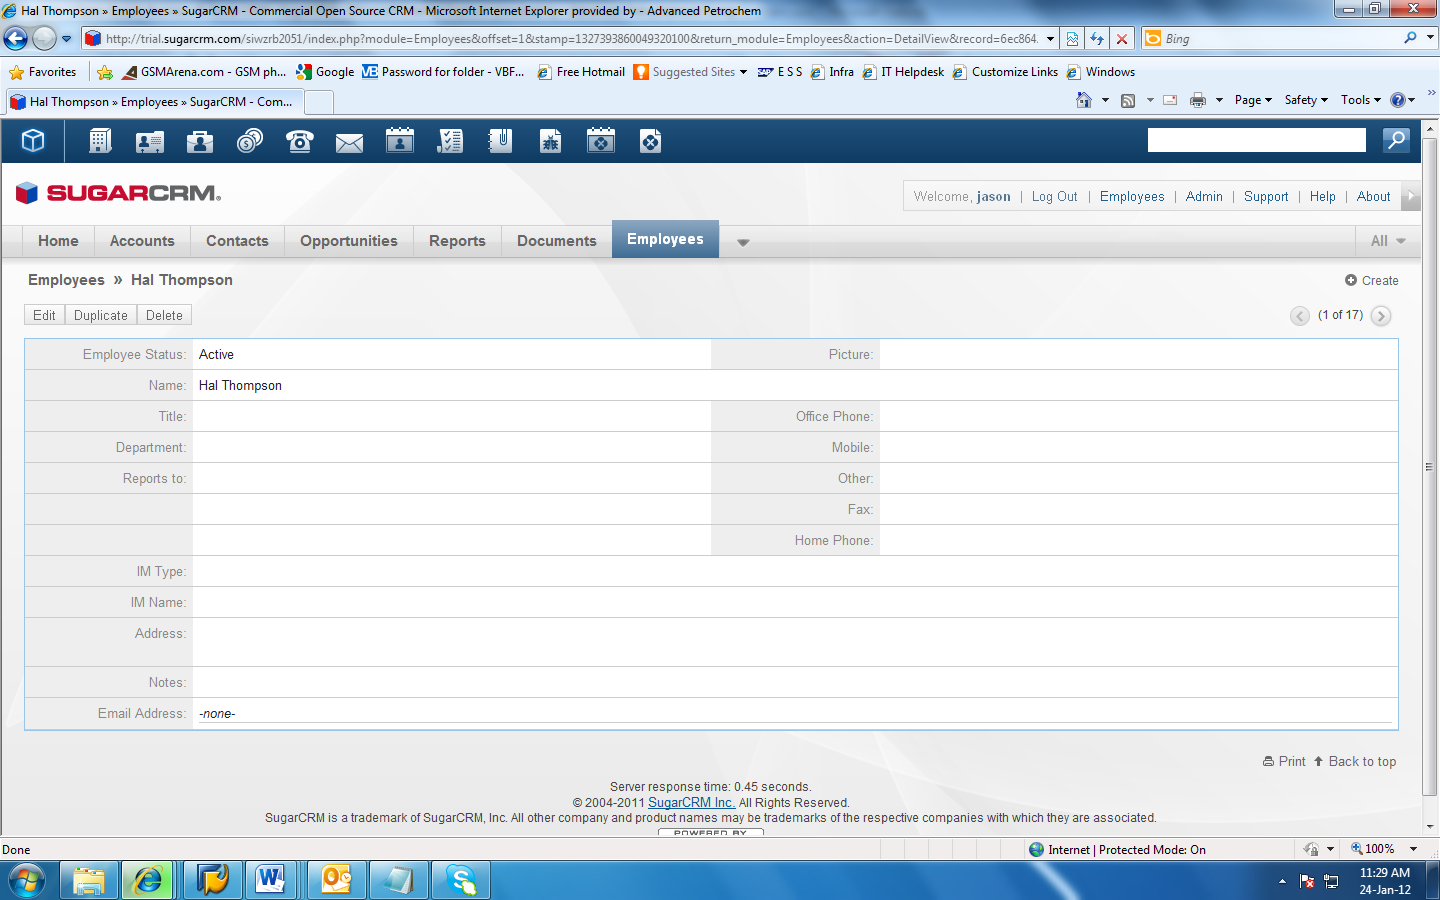 Hal Thompson » Employees » SugarCRM - Commercial Open Source CRM - Microsoft Internet Explorer provided by - Advanced Petrochem
http://trial.sugarcrm.com/siwzrb2051/index.php?module=Employees&offset=1&stamp=1327393860049320100&return_module=Employees&action=DetailView&record=6ec864. Bing
Favorites GSMArena.com - GSM ph... Google Password for folder - VBF... Free Hotmail Suggested Sites E S S Infra IT Helpdesk Customize Links Windows
Hal Thompson » Employees » SugarCRM - Com... Page Safety Tools »
SUGARCRM. Welcome, jason | Log Out | Employees | Admin | Support | Help | About
Home Accounts Contacts Opportunities Reports Documents Employees All
Employees » Hal Thompson Create
Edit Duplicate Delete (1 of 17)
Employee Status: Active Picture:
Name: Hal Thompson
Title: Office Phone:
Department: Mobile:
Reports to: Other:
Fax:
Home Phone:
IM Type:
IM Name:
Address:
Notes:
Email Address: -none-
Print Back to top
Server response time: 0.45 seconds.
© 2004-2011 SugarCRM Inc. All Rights Reserved.
SugarCRM is a trademark of SugarCRM, Inc. All other company and product names may be trademarks of the respective companies with which they are associated.
POWERED BY
Done Internet | Protected Mode: On 100%
11:29 AM
24-Jan-12